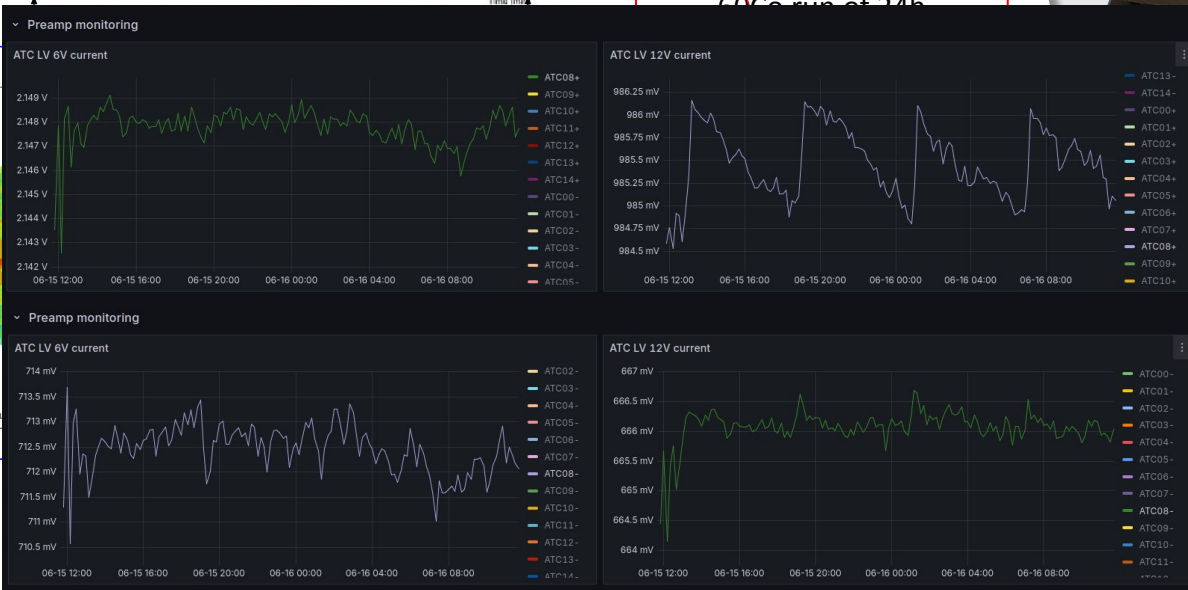 Time Time
60Co run of 24h
Preamp monitoring
ATC LV 6V current
2.149 V
2.148 V
2.147 V
2.146 V
2.145 V
2.144 V
2.143 V
2.142 V
06-15 12:00 06-15 16:00 06-15 20:00 06-16 00:00 06-16 04:00 06-16 08:00
ATC08+
ATC09+
ATC10+
ATC11+
ATC12+
ATC13+
ATC14+
ATC00-
ATC01-
ATC02-
ATC03-
ATC04-
ATC05-
ATC LV 12V current
986.25 mV
986 mV
985.75 mV
985.5 mV
985.25 mV
985 mV
984.75 mV
984.5 mV
06-15 12:00 06-15 16:00 06-15 20:00 06-16 00:00 06-16 04:00 06-16 08:00
ATC13-
ATC14-
ATC00+
ATC01+
ATC02+
ATC03+
ATC04+
ATC05+
ATC06+
ATC07+
ATC08+
ATC09+
ATC10+
Preamp monitoring
ATC LV 6V current
714 mV
713.5 mV
713 mV
712.5 mV
712 mV
711.5 mV
711 mV
710.5 mV
06-15 12:00 06-15 16:00 06-15 20:00 06-16 00:00 06-16 04:00 06-16 08:00
ATC02-
ATC03-
ATC04-
ATC05-
ATC06-
ATC07-
ATC08-
ATC09-
ATC10-
ATC11-
ATC12-
ATC13-
ATC14-
ATC LV 12V current
667 mV
666.5 mV
666 mV
665.5 mV
665 mV
664.5 mV
664 mV
06-15 12:00 06-15 16:00 06-15 20:00 06-16 00:00 06-16 04:00 06-16 08:00
ATC00-
ATC01-
ATC02-
ATC03-
ATC04-
ATC05-
ATC06-
ATC07-
ATC08-
ATC09-
ATC10-
ATC11-